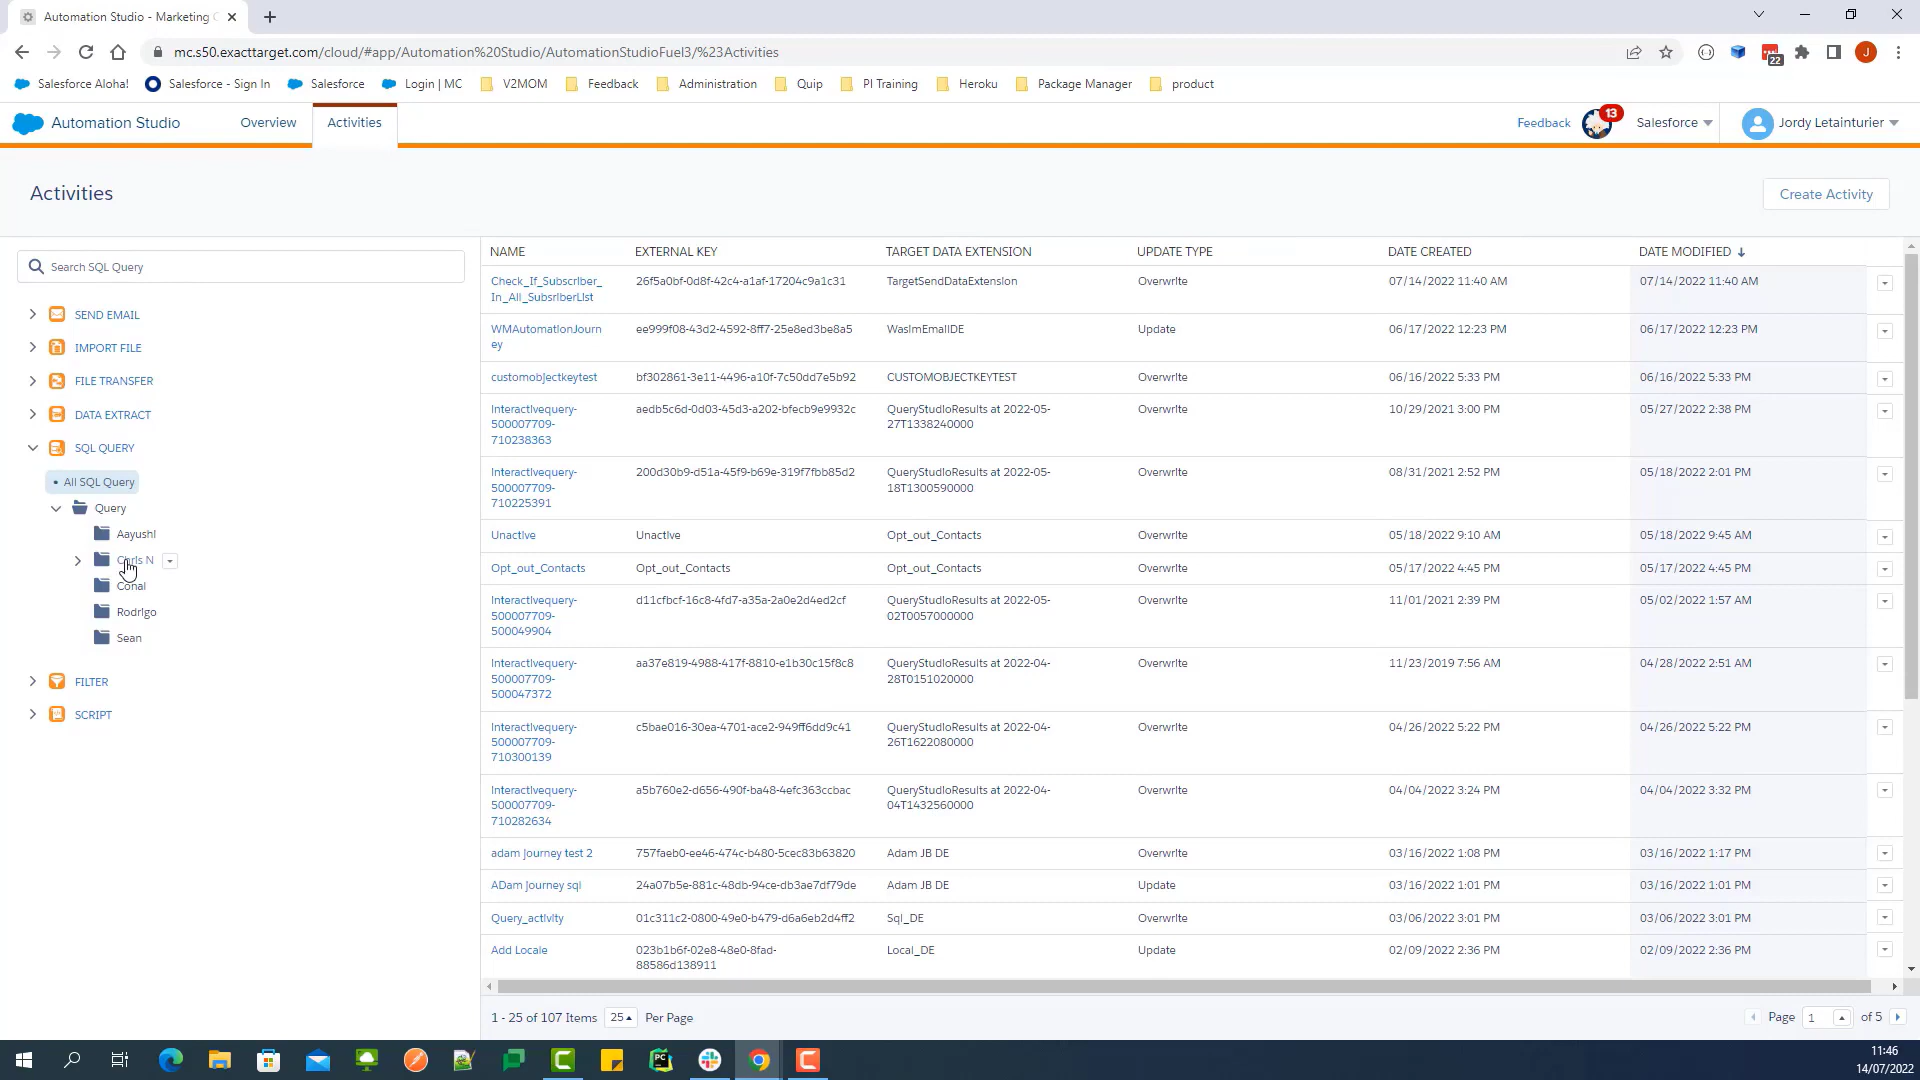 Automation Studio - Marketing C
mc.s50.exacttarget.com/cloud/#app/Automation%20Studio/AutomationStudioFuel3/%23Activities
22
J
Salesforce Aloha!
Salesforce - Sign In
Salesforce
Login | MC
V2MOM
Feedback
Administration
Quip
PI Training
Heroku
Package Manager
product
Automation Studio
Overview
Activities
Feedback
13
Salesforce
Jordy Letainturier
Activities
Create Activity
Search SQL Query
SEND EMAIL
IMPORT FILE
FILE TRANSFER
DATA EXTRACT
SQL QUERY
All SQL Query
Query
Aayushi
Chris N
Conal
Rodrigo
Sean
FILTER
SCRIPT
NAME EXTERNAL KEY TARGET DATA EXTENSION UPDATE TYPE DATE CREATED DATE MODIFIED
Check_If_Subscriber_ 26f5a0bf-0d8f-42c4-a1af-17204c9a1c31 TargetSendDataExtension Overwrite 07/14/2022 11:40 AM 07/14/2022 11:40 AM
In_All_SubsriberList
WMAutomationJourn ee999f08-43d2-4592-8ff7-25e8ed3be8a5 WasimEmailDE Update 06/17/2022 12:23 PM 06/17/2022 12:23 PM
ey
customobjectkeytest bf302861-3e11-4496-a10f-7c50dd7e5b92 CUSTOMOBJECTKEYTEST Overwrite 06/16/2022 5:33 PM 06/16/2022 5:33 PM
Interactivequery- aedb5c6d-0d03-45d3-a202-bfecb9e9932c QueryStudioResults at 2022-05- Overwrite 10/29/2021 3:00 PM 05/27/2022 2:38 PM
500007709- 27T1338240000
710238363
Interactivequery- 200d30b9-d51a-45f9-b69e-319f7fbb85d2 QueryStudioResults at 2022-05- Overwrite 08/31/2021 2:52 PM 05/18/2022 2:01 PM
500007709- 18T1300590000
710225391
Unactive Unactive Opt_out_Contacts Overwrite 05/18/2022 9:10 AM 05/18/2022 9:45 AM
Opt_out_Contacts Opt_out_Contacts Opt_out_Contacts Overwrite 05/17/2022 4:45 PM 05/17/2022 4:45 PM
Interactivequery- d11cfbcf-16c8-4fd7-a35a-2a0e2d4ed2cf QueryStudioResults at 2022-05- Overwrite 11/01/2021 2:39 PM 05/02/2022 1:57 AM
500007709- 02T0057000000
500049904
Interactivequery- aa37e819-4988-417f-8810-e1b30c15f8c8 QueryStudioResults at 2022-04- Overwrite 11/23/2019 7:56 AM 04/28/2022 2:51 AM
500007709- 28T0151020000
500047372
Interactivequery- c5bae016-30ea-4701-ace2-949ff6dd9c41 QueryStudioResults at 2022-04- Overwrite 04/26/2022 5:22 PM 04/26/2022 5:22 PM
500007709- 26T1622080000
710300139
Interactivequery- a5b760e2-d656-490f-ba48-4efc363ccbac QueryStudioResults at 2022-04- Overwrite 04/04/2022 3:24 PM 04/04/2022 3:32 PM
500007709- 04T1432560000
710282634
adam journey test 2 757faeb0-ee46-474c-b480-5cec83b63820 Adam JB DE Overwrite 03/16/2022 1:08 PM 03/16/2022 1:17 PM
ADam Journey sql 24a07b5e-881c-48db-94ce-db3ae7df79de Adam JB DE Update 03/16/2022 1:01 PM 03/16/2022 1:01 PM
Query_activity 01c311c2-0800-49e0-b479-d6a6eb2d4ff2 Sql_DE Overwrite 03/06/2022 3:01 PM 03/06/2022 3:01 PM
Add Locale 023b1b6f-02e8-48e0-8fad- Local_DE Update 02/09/2022 2:36 PM 02/09/2022 2:36 PM
88586d138911
1 - 25 of 107 Items 25 Per Page
Page 1 of 5
11:46
14/07/2022